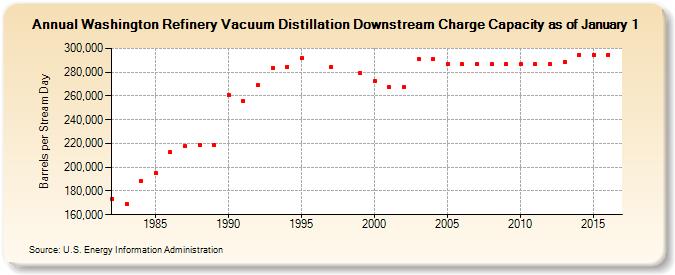 Annual Washington Refinery Vacuum Distillation Downstream Charge Capacity as of January 1
Barrels per Stream Day
300,000
280,000
260,000
240,000
220,000
200,000
180,000
160,000
1985 1990 1995 2000 2005 2010 2015
Source: U.S. Energy Information Administration